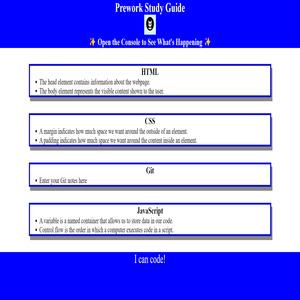 Prework Study Guide
✨ Open the Console to See What's Happening ✨
HTML
The head element contains information about the webpage.
The body element represents the visible content shown to the user.
CSS
A margin indicates how much space we want around the outside of an element.
A padding indicates how much space we want around the content inside an element.
Git
Enter your Git notes here
JavaScript
A variable is a named container that allows us to store data in our code.
Control flow is the order in which a computer executes code in a script.
I can code!